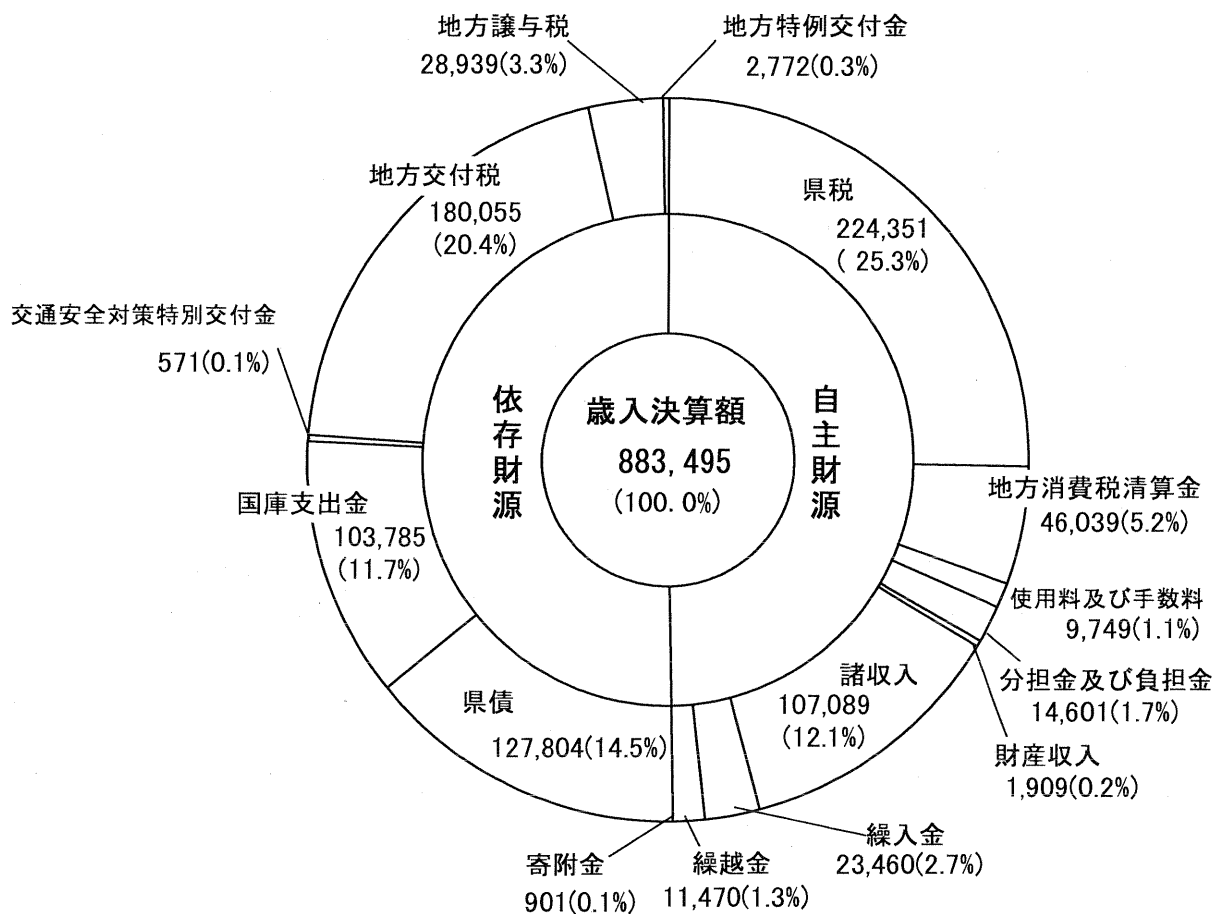 地方譲与税
28,939(3.3%)
地方特例交付金
2,772(0.3%)
県税
224,351
( 25.3%)
地方交付税
180,055
(20.4%)
交通安全対策特別交付金
571(0.1%)
依存財源
歳入決算額
883,495
(100.0%)
自主財源
地方消費税清算金
46,039(5.2%)
国庫支出金
103,785
(11.7%)
使用料及び手数料
9,749(1.1%)
分担金及び負担金
14,601(1.7%)
諸収入
107,089
(12.1%)
県債
127,804(14.5%)
財産収入
1,909(0.2%)
繰入金
23,460(2.7%)
繰越金
11,470(1.3%)
寄附金
901(0.1%)